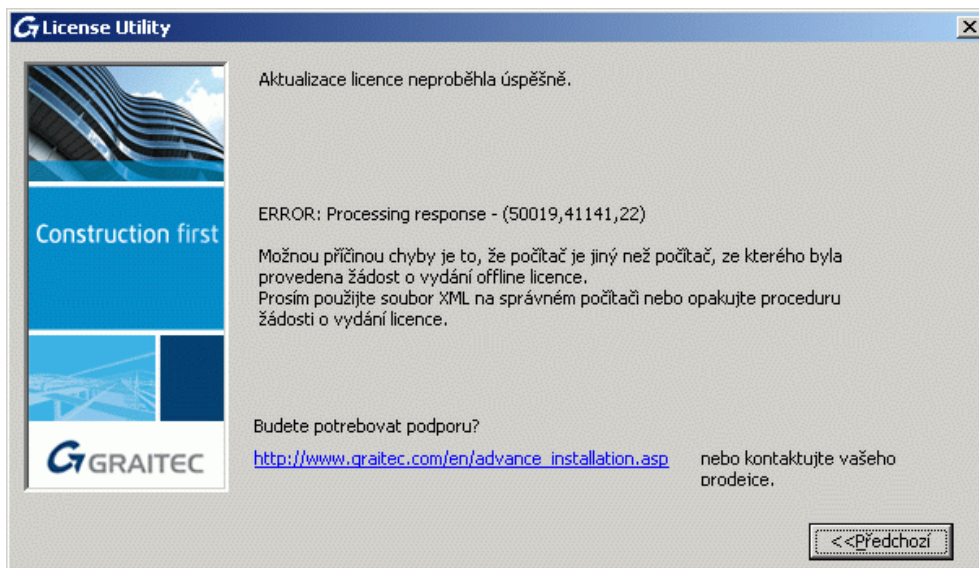 License Utility
Aktualizace licence neproběhla úspěšně.
Construction first
ERROR: Processing response - (50019,41141,22)
Možnou příčinou chyby je to, že počítač je jiný než počítač, ze kterého byla
provedena žádost o vydání offline licence.
Prosím použijte soubor XML na správném počítači nebo opakujte proceduru
žádosti o vydání licence.
GRAITEC
Budete potrebovat podporu?
http://www.graitec.com/en/advance_installation.asp nebo kontaktujte vašeho
prodejce.
<<Předchozí